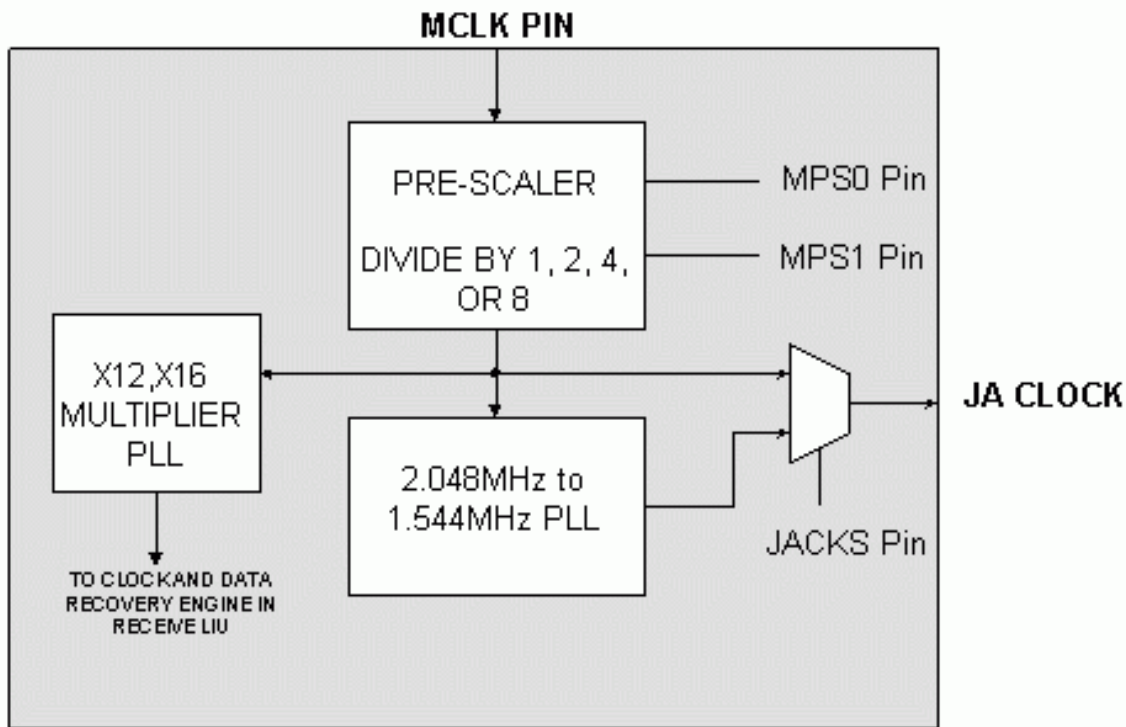 MCLK PIN
PRE-SCALER
DIVIDE BY 1, 2, 4,
OR 8
MPS0 Pin
MPS1 Pin
X12,X16
MULTIPLIER
PLL
2.048MHz to
1.544MHz PLL
JA CLOCK
JACKS Pin
TO CLOCKAND DATA
RECOVERY ENGINE IN
RECEIVE LIU